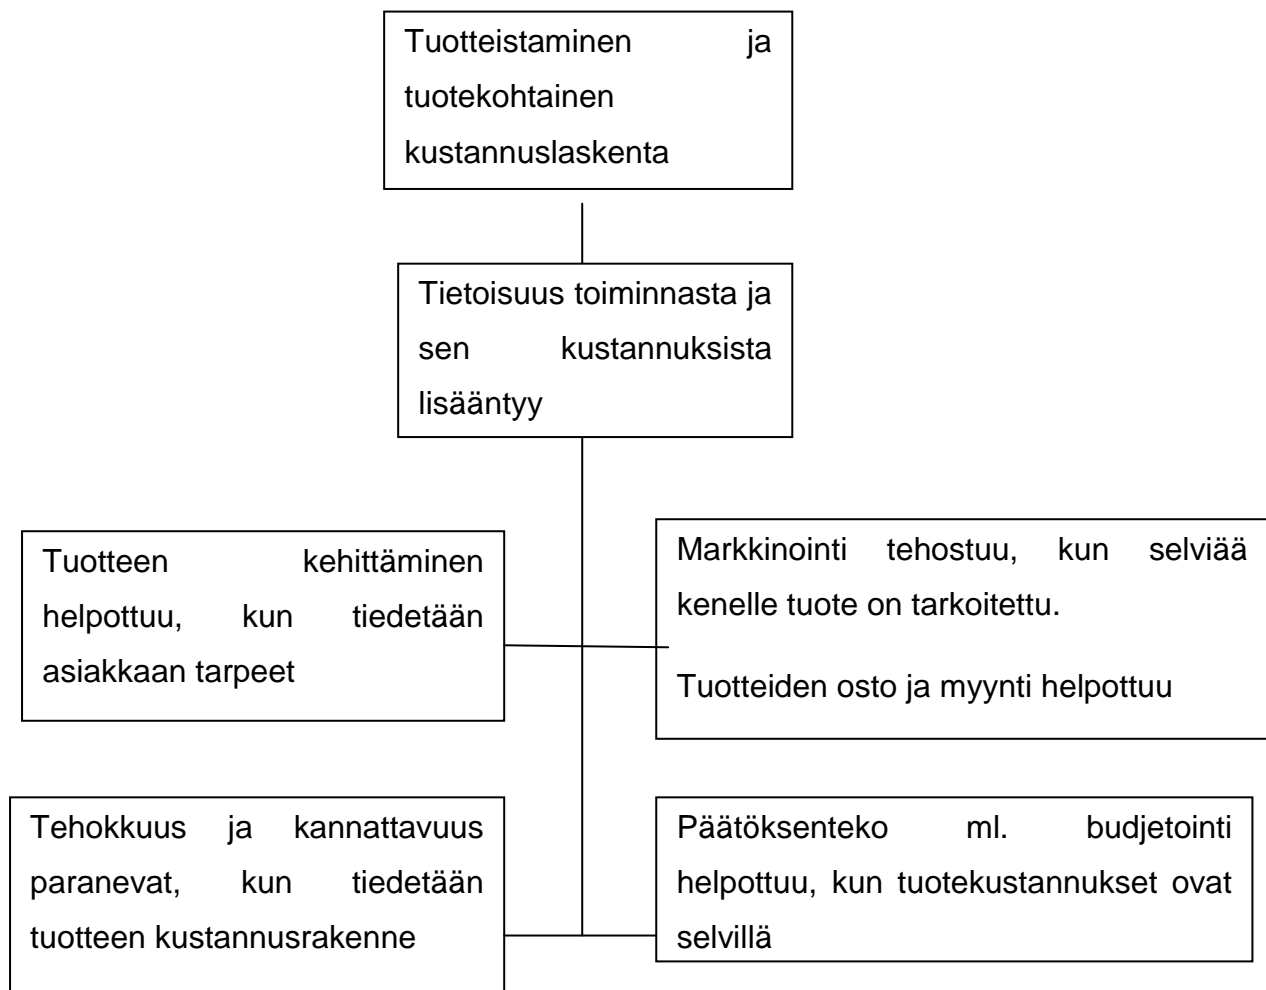 Tuotteistaminen ja
tuotekohtainen
kustannuslaskenta
Tietoisuus toiminnasta ja
sen kustannuksista
lisääntyy
Tuotteen kehittäminen
helpottuu, kun tiedetään
asiakkaan tarpeet
Markkinointi tehostuu, kun selviää
kenelle tuote on tarkoitettu.
Tuotteiden osto ja myynti helpottuu
Tehokkuus ja kannattavuus
paranevat, kun tiedetään
tuotteen kustannusrakenne
Päätöksenteko ml. budjetointi
helpottuu, kun tuotekustannukset ovat
selvillä